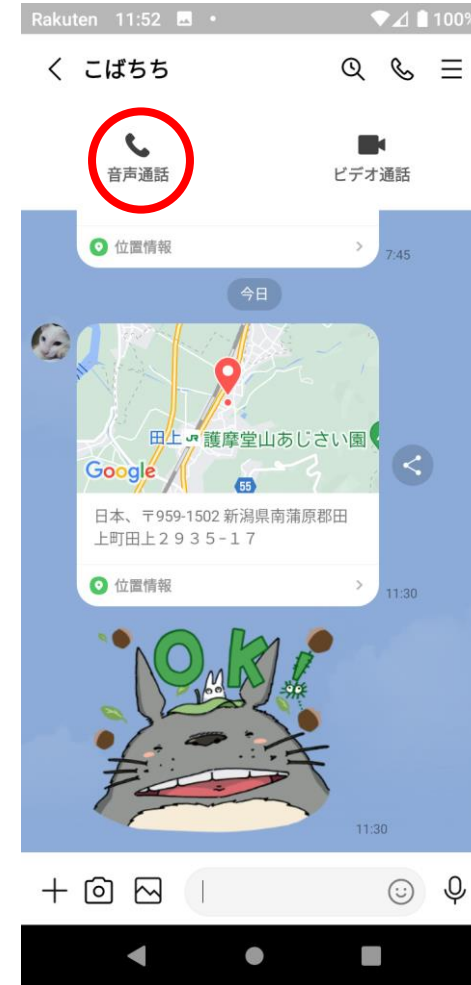 Rakuten 11:52 100%
こばちち
音声通話
ビデオ通話
位置情報
7:45
今日
田上 JR 護摩堂山あじさい園
Google
55
日本、〒959-1502 新潟県南蒲原郡田
上町田上２９３５−１７
位置情報
11:30
OK!
11:30